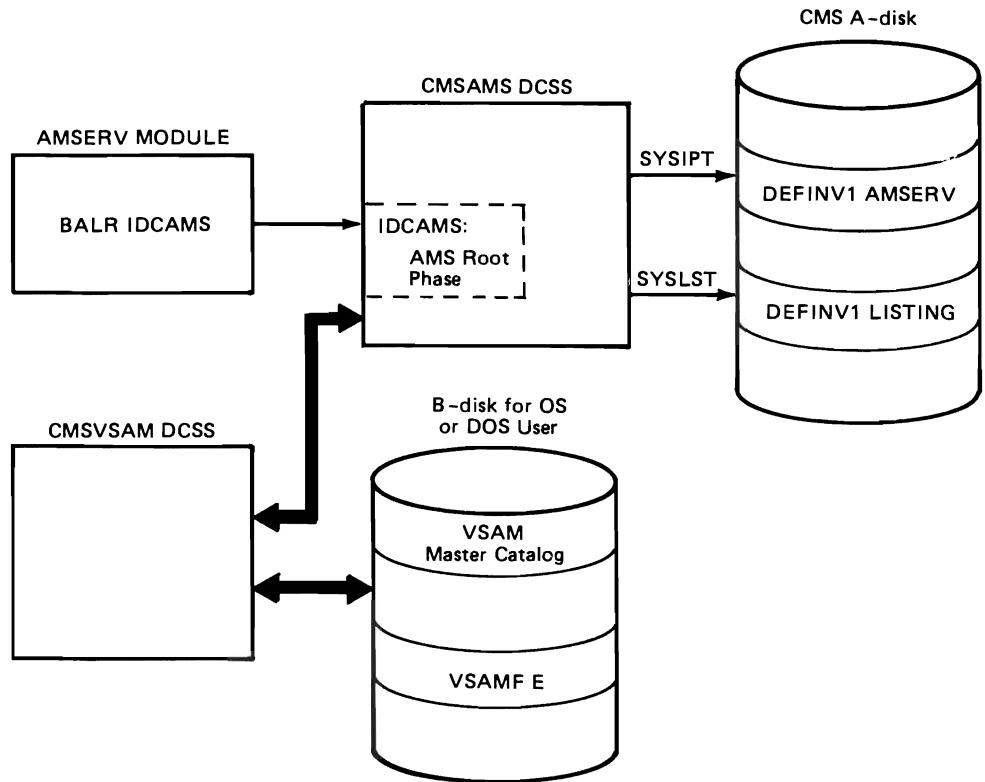 CMS A-disk
CMSAMS DCSS
AMSERV MODULE
BALR IDCAMS
IDCAMS:
AMS Root
Phase
SYSIPT
DEFINV1 AMSERV
SYSLST
DEFINV1 LISTING
B-disk for OS
or DOS User
CMSVSAM DCSS
VSAM
Master Catalog
VSAMF E